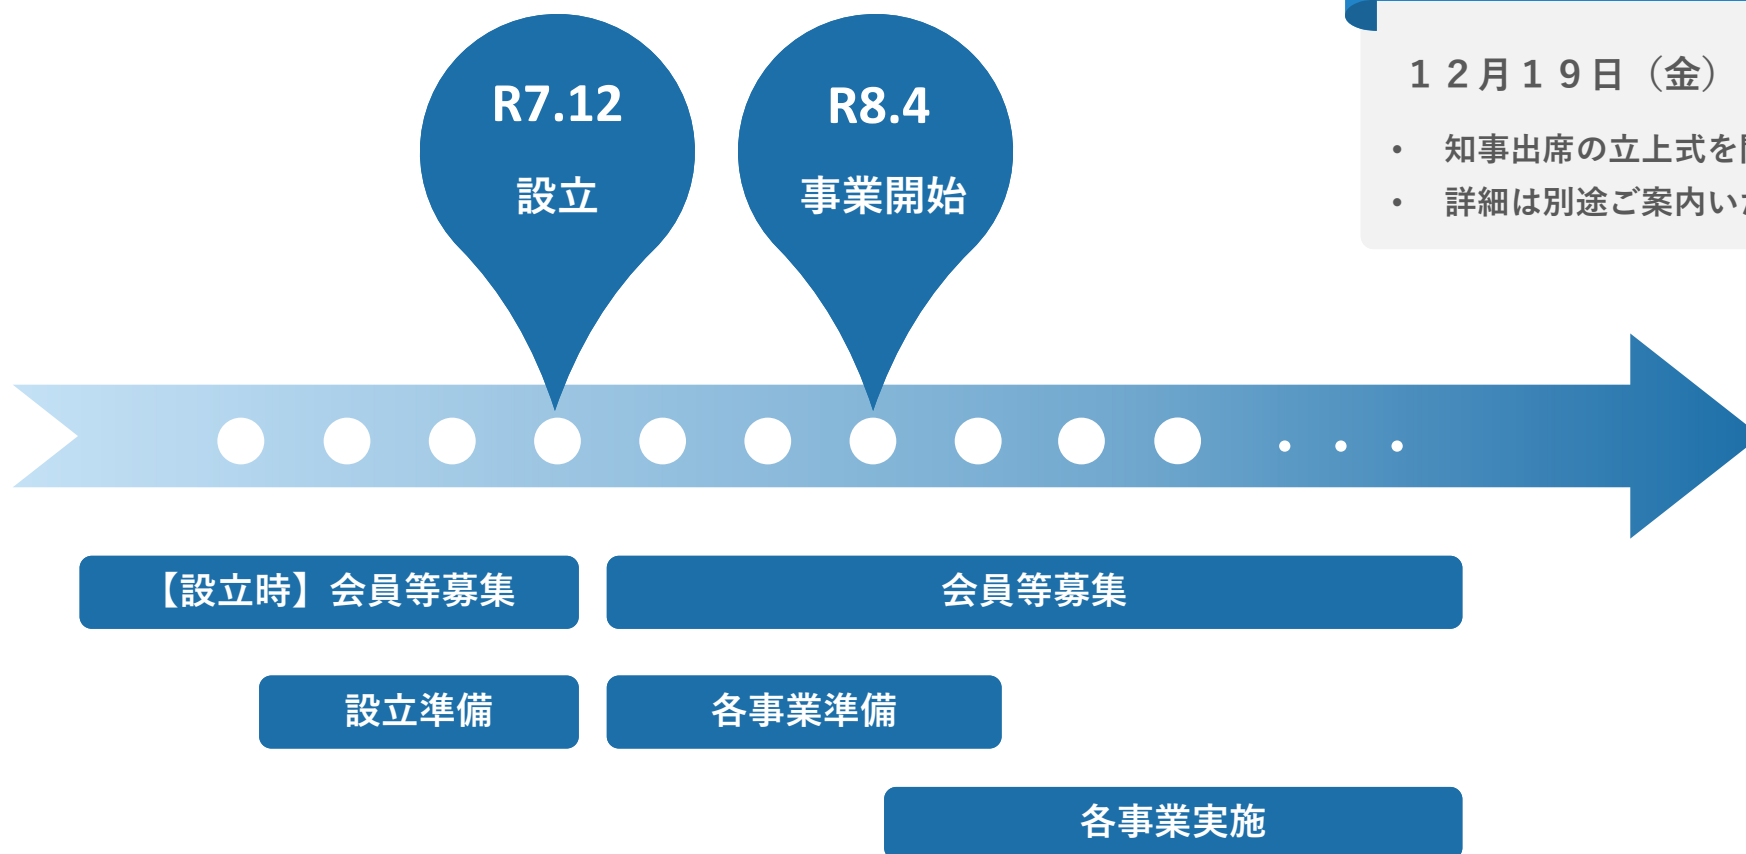 R7.12
設立
R8.4
事業開始
１２月１９日（金）
• 知事出席の立上式を
• 詳細は別途ご案内い
. . .
【設立時】会員等募集
会員等募集
設立準備
各事業準備
各事業実施